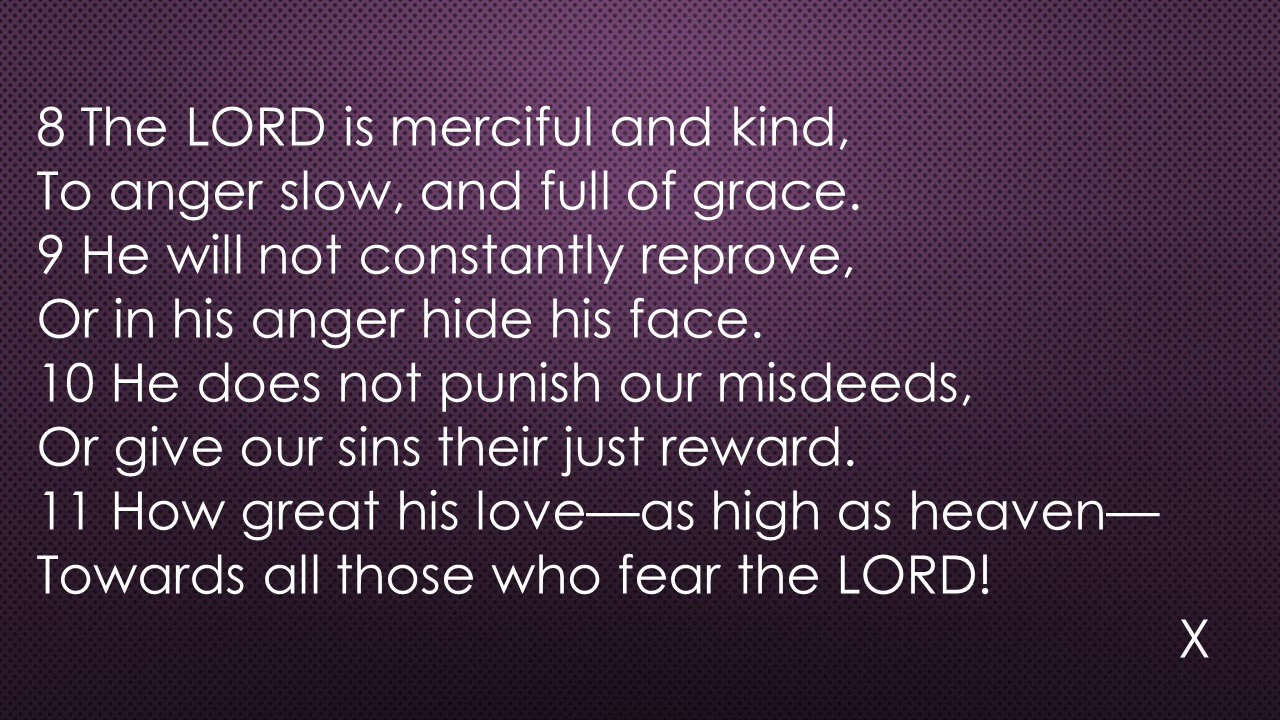 8 The LORD is merciful and kind,
To anger slow, and full of grace.
9 He will not constantly reprove,
Or in his anger hide his face.
10 He does not punish our misdeeds,
Or give our sins their just reward.
11 How great his love—as high as heaven—
Towards all those who fear the LORD!
X